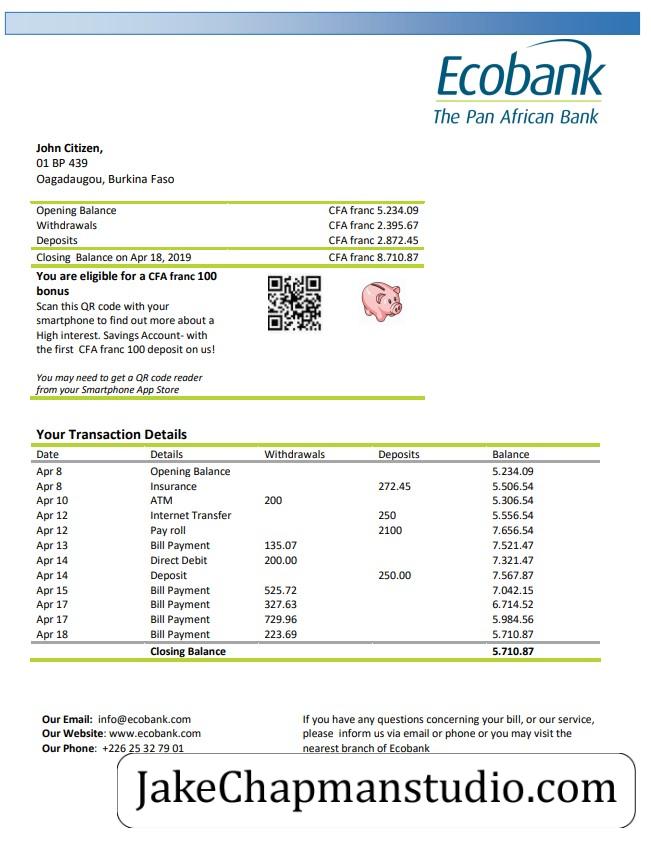 Ecobank
The Pan African Bank
John Citizen,
01 BP 439
Oagadaugou, Burkina Faso
Opening Balance CFA franc 5.234.09
Withdrawals CFA franc 2.395.67
Deposits CFA franc 2.872.45
Closing Balance on Apr 18, 2019 CFA franc 8.710.87
You are eligible for a CFA franc 100
bonus
Scan this QR code with your
smartphone to find out more about a
High interest. Savings Account- with
the first CFA franc 100 deposit on us!
You may need to get a QR code reader
from your Smartphone App Store
Your Transaction Details
Date Details Withdrawals Deposits Balance
Apr 8 Opening Balance 5.234.09
Apr 8 Insurance 272.45 5.506.54
Apr 10 ATM 200 5.306.54
Apr 12 Internet Transfer 250 5.556.54
Apr 12 Pay roll 2100 7.656.54
Apr 13 Bill Payment 135.07 7.521.47
Apr 14 Direct Debit 200.00 7.321.47
Apr 14 Deposit 250.00 7.567.87
Apr 15 Bill Payment 525.72 7.042.15
Apr 17 Bill Payment 327.63 6.714.52
Apr 17 Bill Payment 729.96 5.984.56
Apr 18 Bill Payment 223.69 5.710.87
Closing Balance 5.710.87
Our Email: info@ecobank.com
Our Website: www.ecobank.com
Our Phone: +226 25 32 79 01
If you have any questions concerning your bill, or our service,
please inform us via email or phone or you may visit the
nearest branch of Ecobank
JakeChapmanstudio.com